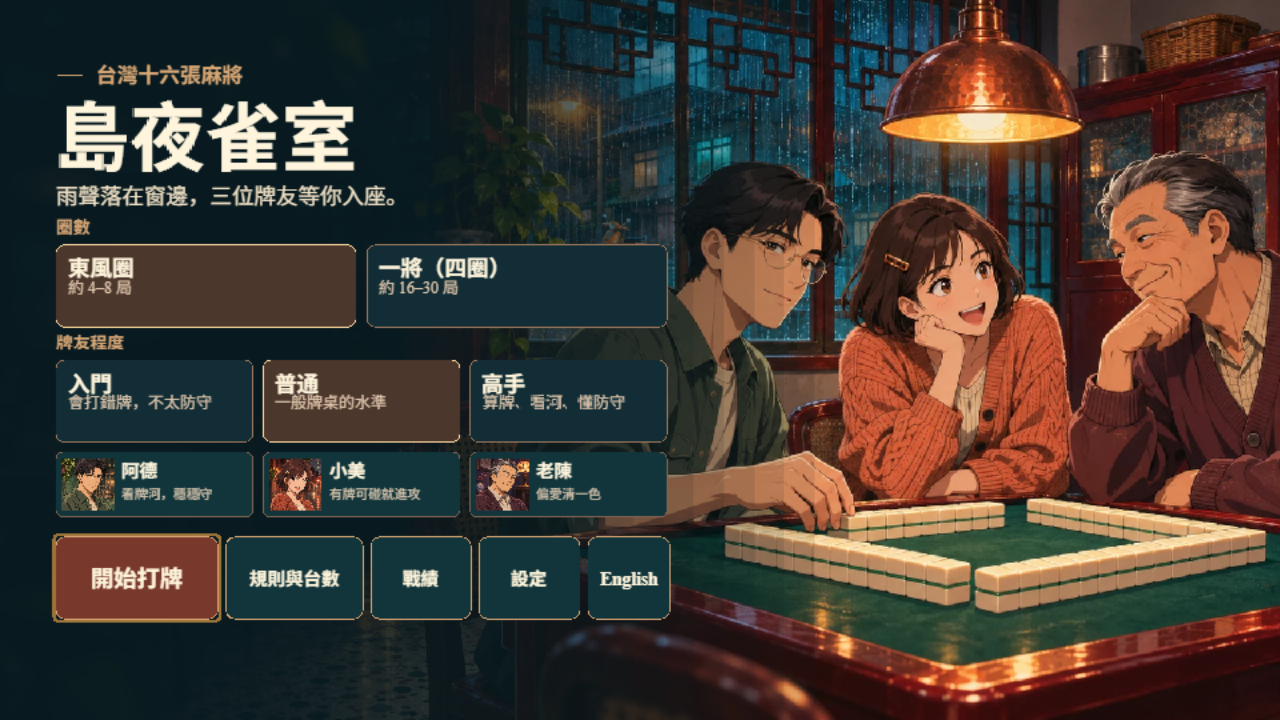 — 台灣十六張麻將
島夜雀室
雨聲落在窗邊，三位牌友等你入座。
圈數
東風圈
約 4–8 局
一將（四圈）
約 16–30 局
牌友程度
入門
會打錯牌，不太防守
普通
一般牌桌的水準
高手
算牌、看河、懂防守
阿德
看牌河，穩穩守
小美
有牌可碰就進攻
老陳
偏愛清一色
開始打牌
規則與台數
戰績
設定
English